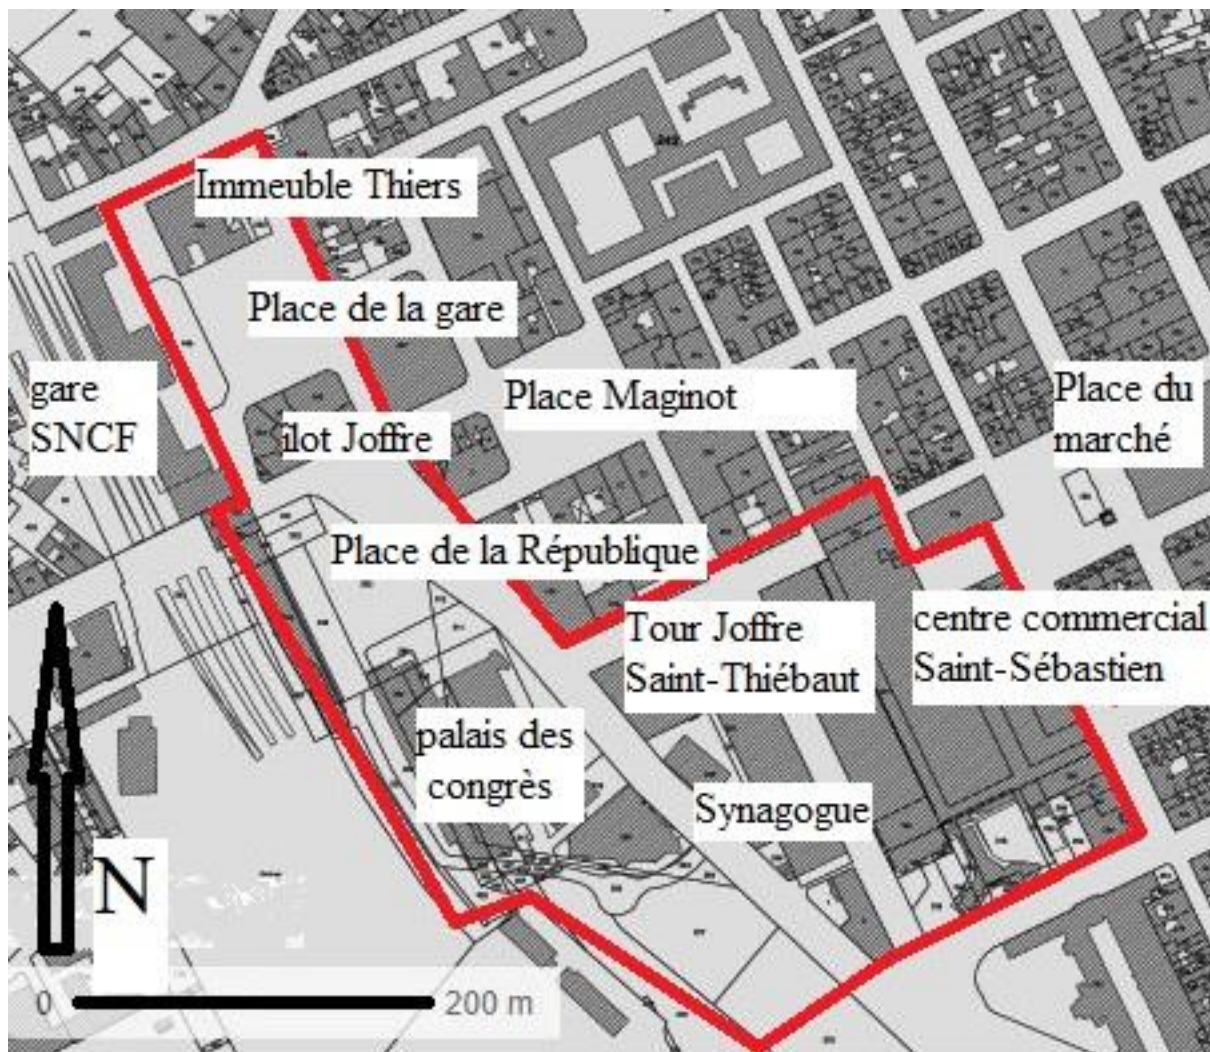 Immeuble Thiers
Place de la gare
gare
SNCF
Place Maginot
Place du
marché
ilot Joffre
Place de la République
Tour Joffre
Saint-Thiébaut
centre commercial
Saint-Sébastien
palais des
congrès
Synagogue
N
0 200 m